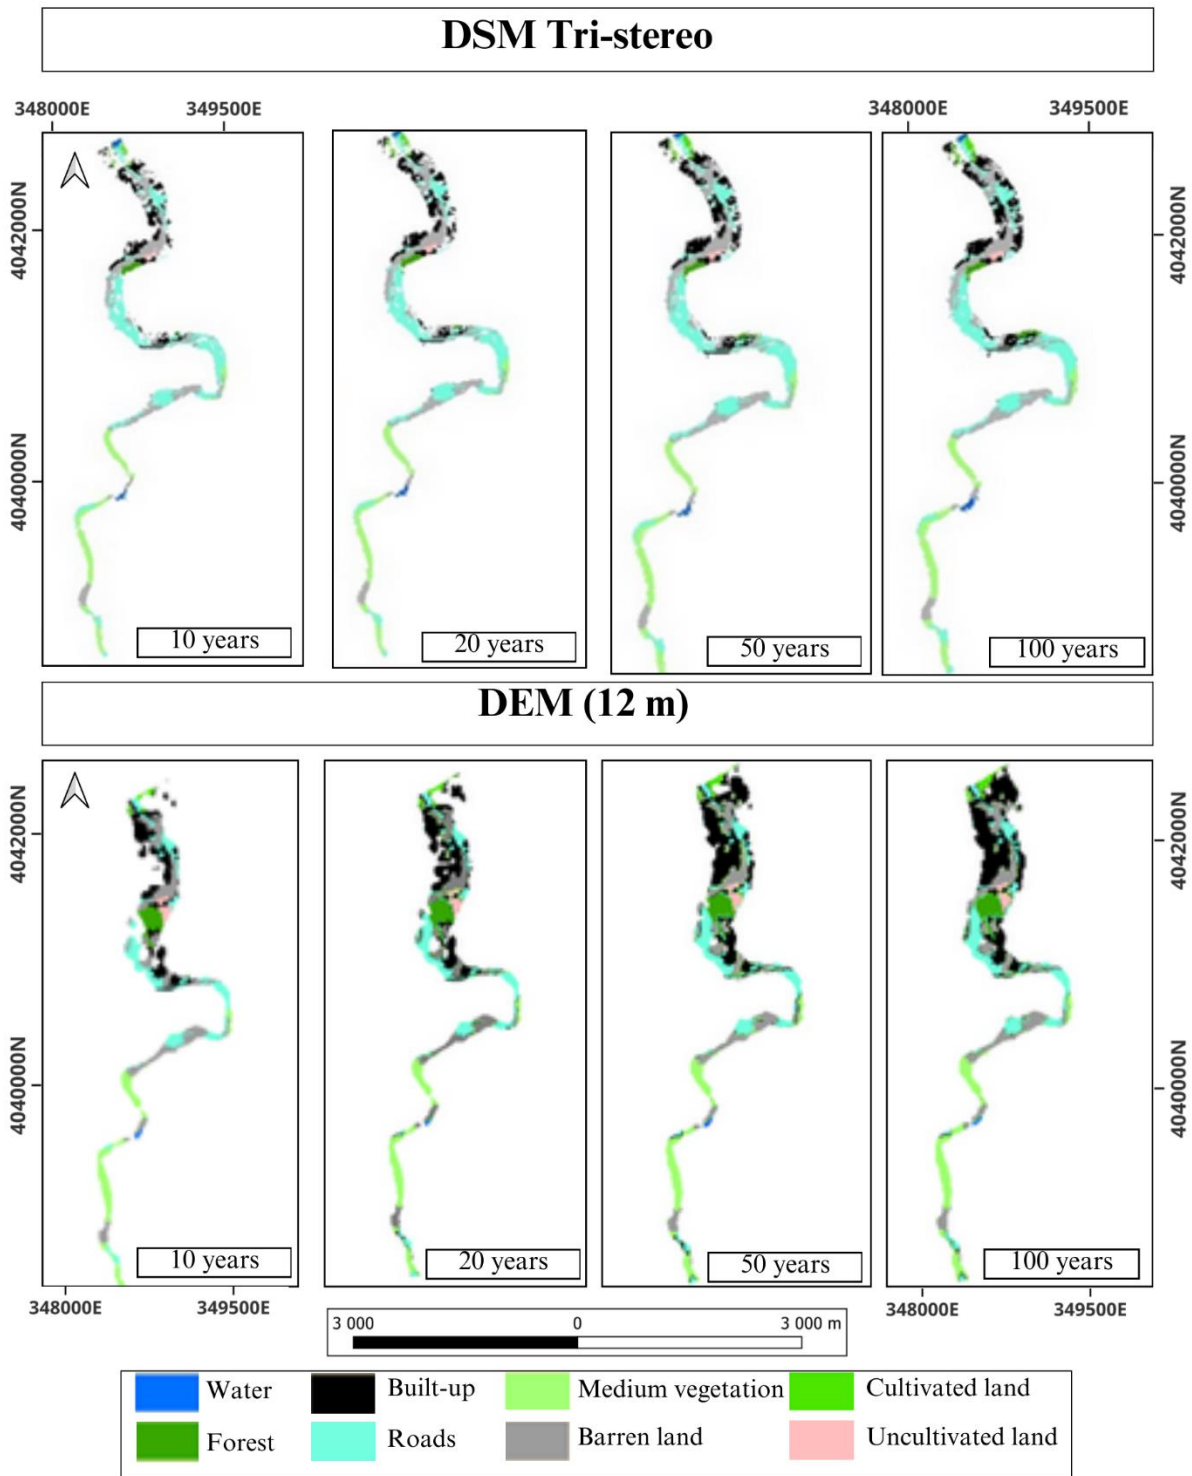 DSM Tri-stereo
348000E 349500E 348000E 349500E
4042000N 4042000N
4040000N 4040000N
10 years 20 years 50 years 100 years
DEM (12 m)
4042000N 4042000N
4040000N 4040000N
10 years 20 years 50 years 100 years
348000E 349500E 348000E 349500E
3 000 0 3 000 m
Water Built-up Medium vegetation Cultivated land
Forest Roads Barren land Uncultivated land